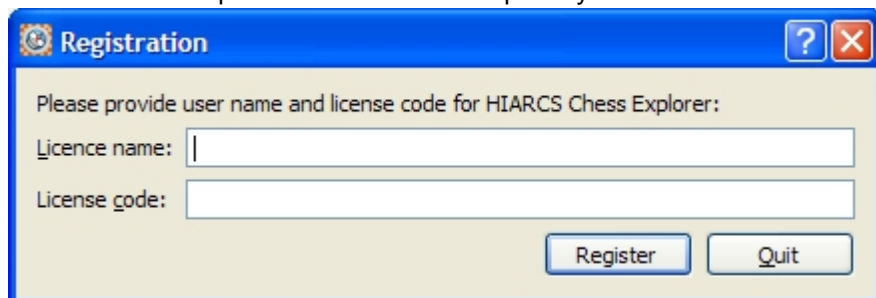 Registration
Please provide user name and license code for HIARCS Chess Explorer:
Licence name:
License code:
Register Quit